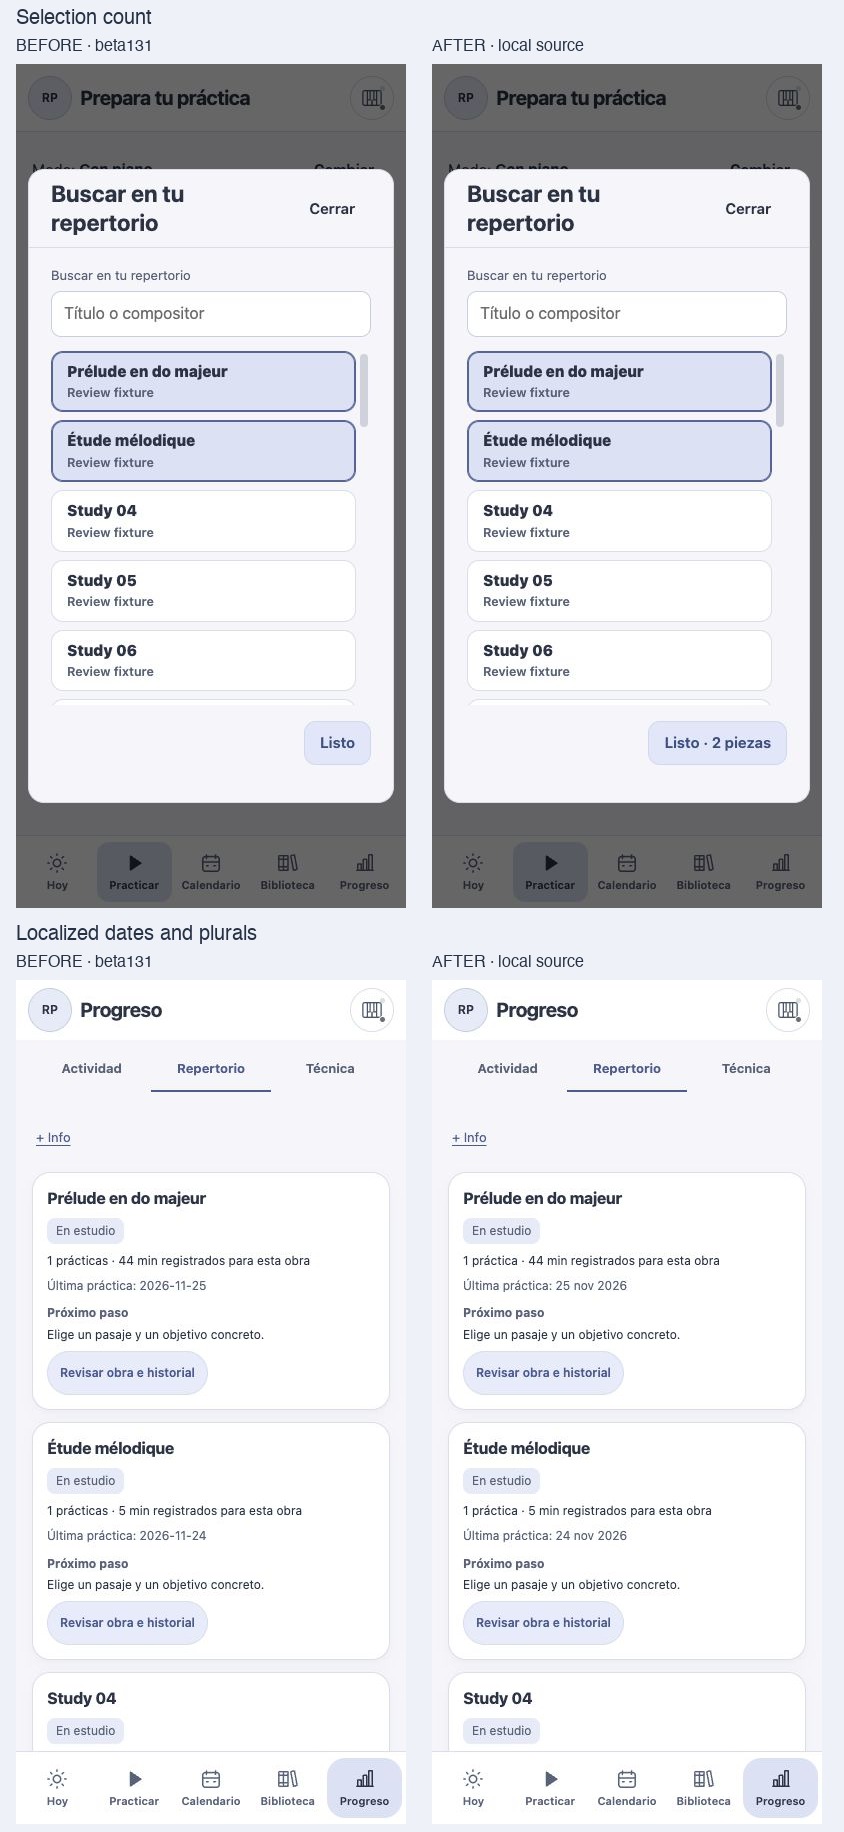 Selection count
BEFORE · beta131
AFTER · local source
RP Prepara tu práctica
Modo: Con piano Cambiar
Buscar en tu
repertorio
Cerrar
Buscar en tu repertorio
Título o compositor
Prélude en do majeur
Review fixture
Étude mélodique
Review fixture
Study 04
Review fixture
Study 05
Review fixture
Study 06
Review fixture
Listo
Hoy Practicar Calendario Biblioteca Progreso
RP Prepara tu práctica
Modo: Con piano Cambiar
Buscar en tu
repertorio
Cerrar
Buscar en tu repertorio
Título o compositor
Prélude en do majeur
Review fixture
Étude mélodique
Review fixture
Study 04
Review fixture
Study 05
Review fixture
Study 06
Review fixture
Listo · 2 piezas
Hoy Practicar Calendario Biblioteca Progreso
Localized dates and plurals
BEFORE · beta131
AFTER · local source
RP Progreso
Actividad Repertorio Técnica
+ Info
Prélude en do majeur
En estudio
1 prácticas · 44 min registrados para esta obra
Última práctica: 2026-11-25
Próximo paso
Elige un pasaje y un objetivo concreto.
Revisar obra e historial
Étude mélodique
En estudio
1 prácticas · 5 min registrados para esta obra
Última práctica: 2026-11-24
Próximo paso
Elige un pasaje y un objetivo concreto.
Revisar obra e historial
Study 04
En estudio
Hoy Practicar Calendario Biblioteca Progreso
RP Progreso
Actividad Repertorio Técnica
+ Info
Prélude en do majeur
En estudio
1 práctica · 44 min registrados para esta obra
Última práctica: 25 nov 2026
Próximo paso
Elige un pasaje y un objetivo concreto.
Revisar obra e historial
Étude mélodique
En estudio
1 práctica · 5 min registrados para esta obra
Última práctica: 24 nov 2026
Próximo paso
Elige un pasaje y un objetivo concreto.
Revisar obra e historial
Study 04
En estudio
Hoy Practicar Calendario Biblioteca Progreso